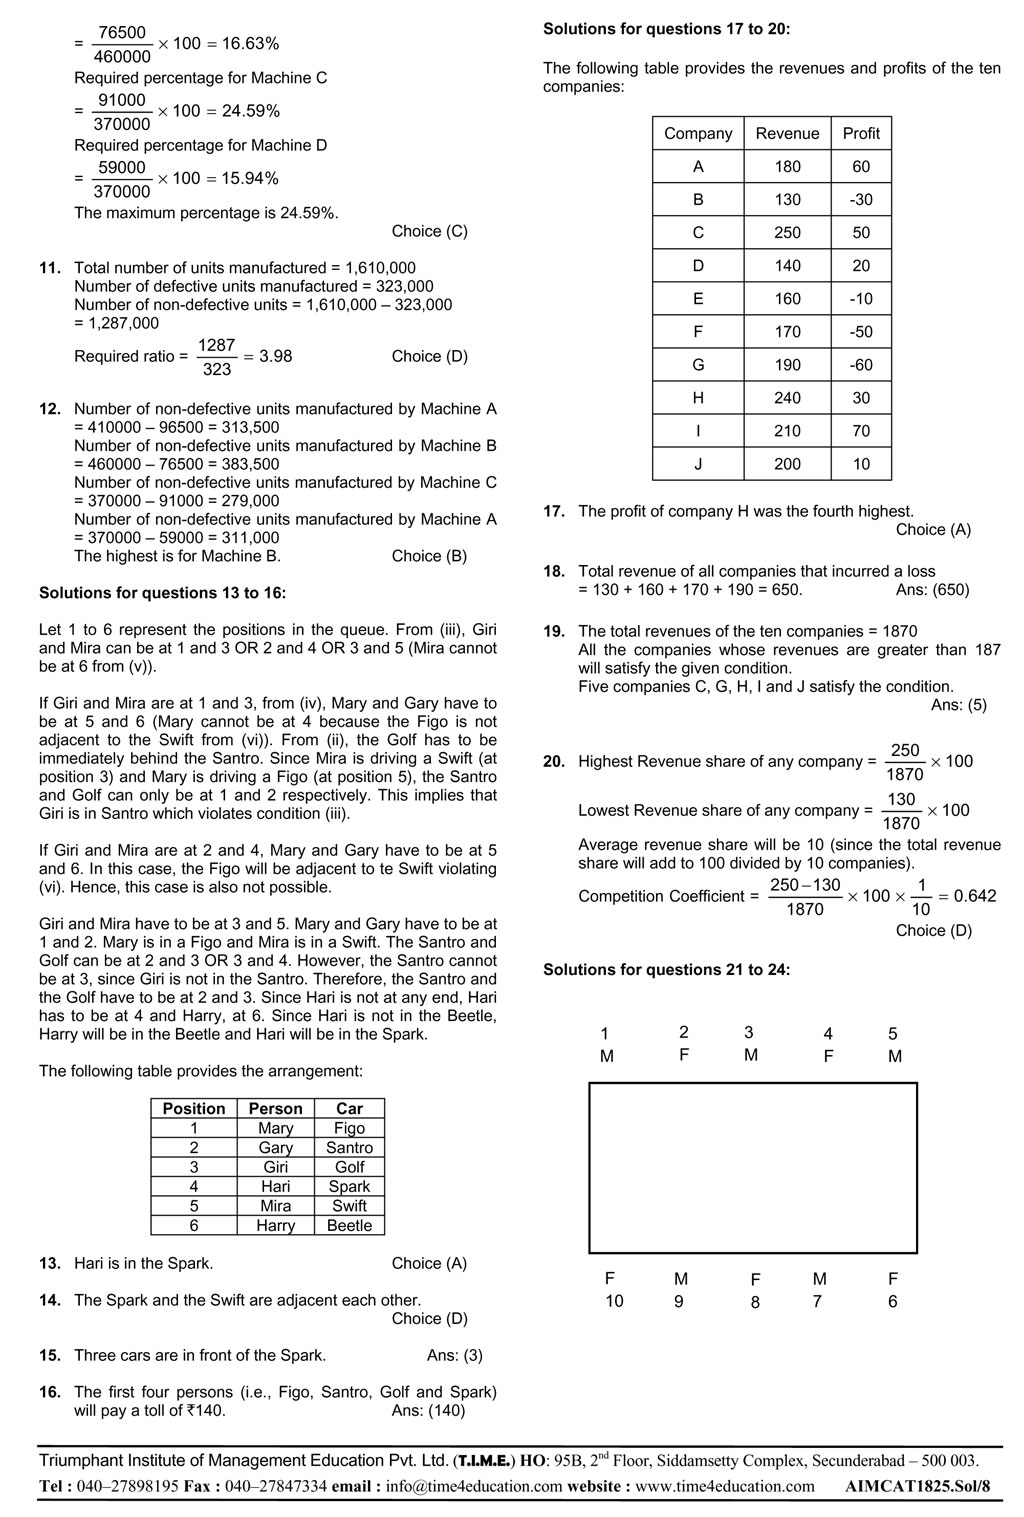 = 76500/460000 × 100 = 16.63%
Required percentage for Machine C
= 91000/370000 × 100 = 24.59%
Required percentage for Machine D
= 59000/370000 × 100 = 15.94%
The maximum percentage is 24.59%.
Choice (C)
11. Total number of units manufactured = 1,610,000
Number of defective units manufactured = 323,000
Number of non-defective units = 1,610,000 – 323,000
= 1,287,000
Required ratio = 1287/323 = 3.98 Choice (D)
12. Number of non-defective units manufactured by Machine A
= 410000 – 96500 = 313,500
Number of non-defective units manufactured by Machine B
= 460000 – 76500 = 383,500
Number of non-defective units manufactured by Machine C
= 370000 – 91000 = 279,000
Number of non-defective units manufactured by Machine A
= 370000 – 59000 = 311,000
The highest is for Machine B. Choice (B)
Solutions for questions 13 to 16:
Let 1 to 6 represent the positions in the queue. From (iii), Giri
and Mira can be at 1 and 3 OR 2 and 4 OR 3 and 5 (Mira cannot
be at 6 from (v)).
If Giri and Mira are at 1 and 3, from (iv), Mary and Gary have to
be at 5 and 6 (Mary cannot be at 4 because the Figo is not
adjacent to the Swift from (vi)). From (ii), the Golf has to be
immediately behind the Santro. Since Mira is driving a Swift (at
position 3) and Mary is driving a Figo (at position 5), the Santro
and Golf can only be at 1 and 2 respectively. This implies that
Giri is in Santro which violates condition (iii).
If Giri and Mira are at 2 and 4, Mary and Gary have to be at 5
and 6. In this case, the Figo will be adjacent to te Swift violating
(vi). Hence, this case is also not possible.
Giri and Mira have to be at 3 and 5. Mary and Gary have to be at
1 and 2. Mary is in a Figo and Mira is in a Swift. The Santro and
Golf can be at 2 and 3 OR 3 and 4. However, the Santro cannot
be at 3, since Giri is not in the Santro. Therefore, the Santro and
the Golf have to be at 2 and 3. Since Hari is not at any end, Hari
has to be at 4 and Harry, at 6. Since Hari is not in the Beetle,
Harry will be in the Beetle and Hari will be in the Spark.
The following table provides the arrangement:
Position Person Car
1 Mary Figo
2 Gary Santro
3 Giri Golf
4 Hari Spark
5 Mira Swift
6 Harry Beetle
13. Hari is in the Spark. Choice (A)
14. The Spark and the Swift are adjacent each other.
Choice (D)
15. Three cars are in front of the Spark. Ans: (3)
16. The first four persons (i.e., Figo, Santro, Golf and Spark)
will pay a toll of ₹140. Ans: (140)
Solutions for questions 17 to 20:
The following table provides the revenues and profits of the ten
companies:
Company Revenue Profit
A 180 60
B 130 -30
C 250 50
D 140 20
E 160 -10
F 170 -50
G 190 -60
H 240 30
I 210 70
J 200 10
17. The profit of company H was the fourth highest.
Choice (A)
18. Total revenue of all companies that incurred a loss
= 130 + 160 + 170 + 190 = 650. Ans: (650)
19. The total revenues of the ten companies = 1870
All the companies whose revenues are greater than 187
will satisfy the given condition.
Five companies C, G, H, I and J satisfy the condition.
Ans: (5)
20. Highest Revenue share of any company = 250/1870 × 100
Lowest Revenue share of any company = 130/1870 × 100
Average revenue share will be 10 (since the total revenue
share will add to 100 divided by 10 companies).
Competition Coefficient = 250–130/1870 × 100 × 1/10 = 0.642
Choice (D)
Solutions for questions 21 to 24:
1 2 3 4 5
M F M F M
F M F M F
10 9 8 7 6
Triumphant Institute of Management Education Pvt. Ltd. (T.I.M.E.) HO: 95B, 2nd Floor, Siddamsetty Complex, Secunderabad – 500 003.
Tel : 040–27898195 Fax : 040–27847334 email : info@time4education.com website : www.time4education.com AIMCAT1825.Sol/8